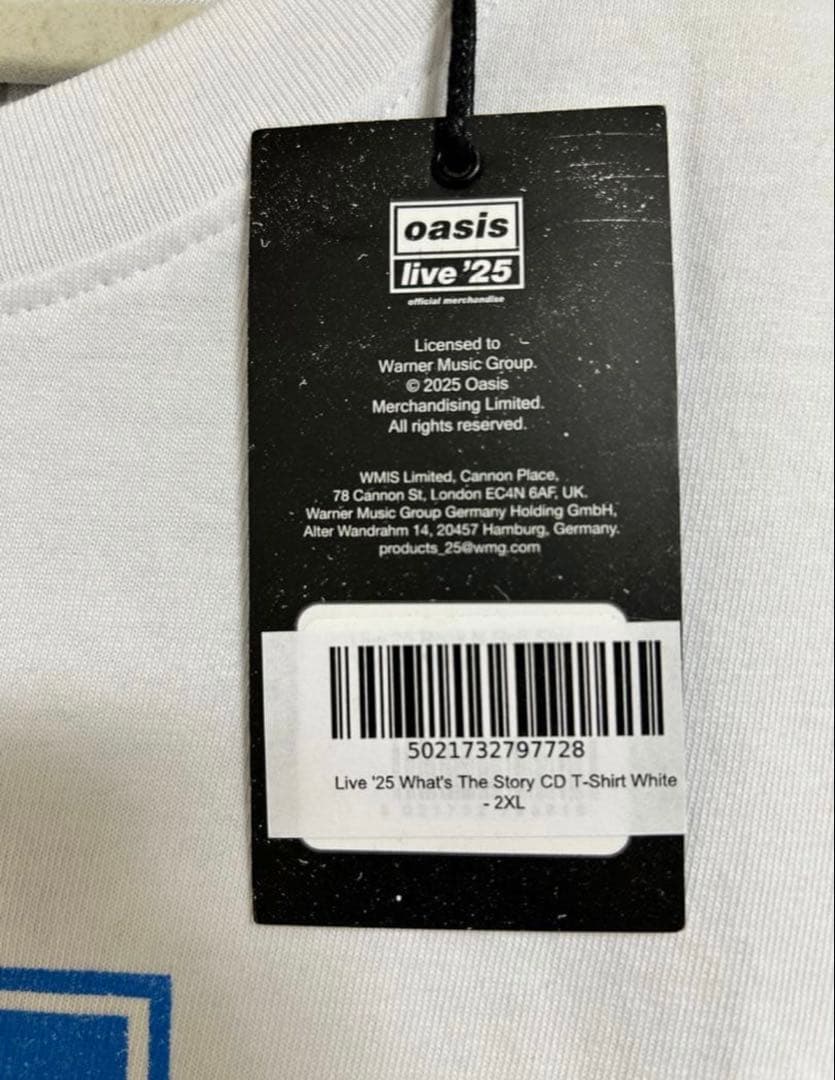 oasis
live '25
official merchandise
Licensed to
Warner Music Group.
© 2025 Oasis
Merchandising Limited.
All rights reserved.
WMIS Limited, Cannon Place,
78 Cannon St, London EC4N 6AF, UK.
Warner Music Group Germany Holding GmbH,
Alter Wandrahm 14, 20457 Hamburg, Germany.
products_25@wmg.com
5021732797728
Live '25 What's The Story CD T-Shirt White
- 2XL